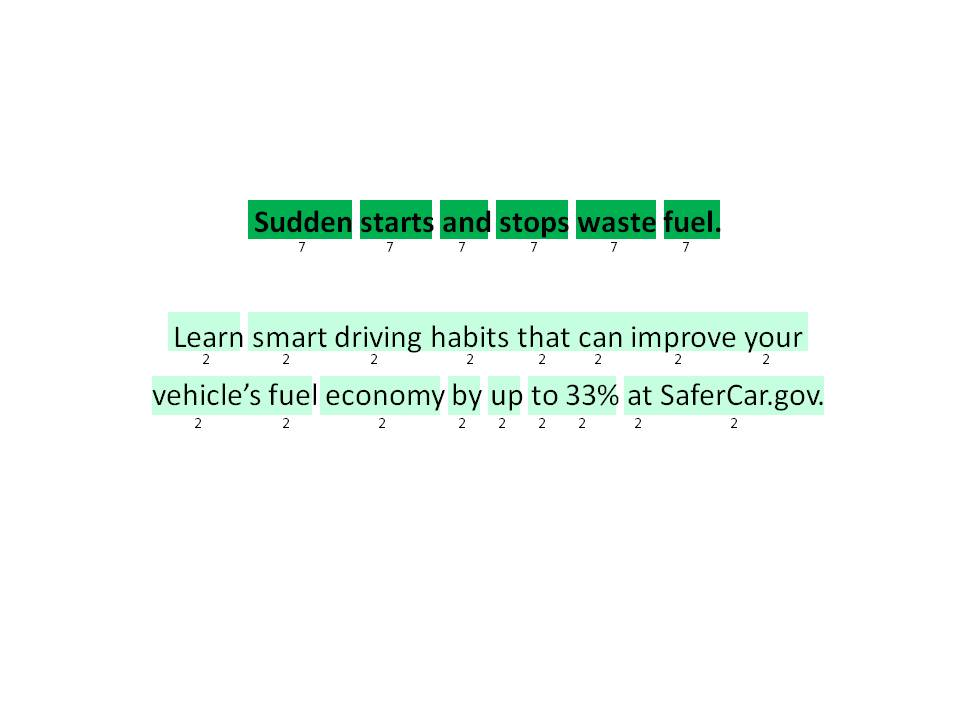 Sudden starts and stops waste fuel.
7 7 7 7 7 7
Learn smart driving habits that can improve your
2 2 2 2 2 2 2 2
vehicle’s fuel economy by up to 33% at SaferCar.gov.
2 2 2 2 2 2 2 2 2